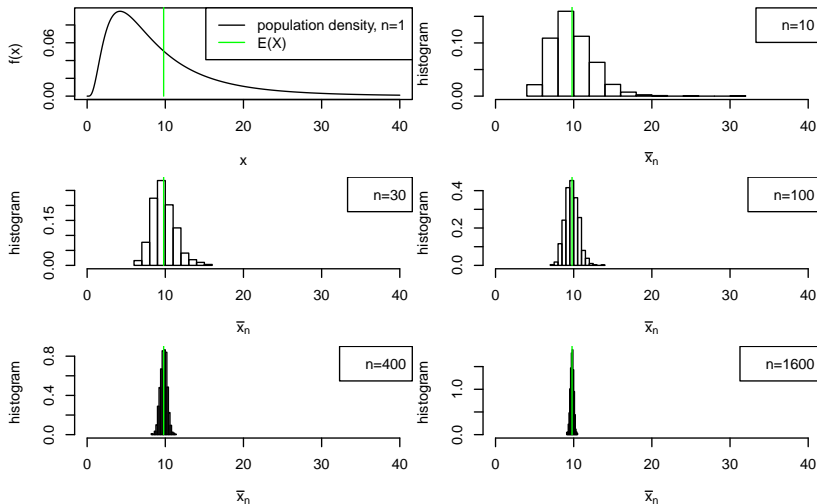 f(x)
0.00
0.06
population density, n=1
E(X)
0 10 20 30 40
x
histogram
0.00
0.10
n=10
0 10 20 30 40
x̅n
histogram
0.00
0.15
n=30
0 10 20 30 40
x̅n
histogram
0.0
0.2
0.4
n=100
0 10 20 30 40
x̅n
histogram
0.0
0.4
0.8
n=400
0 10 20 30 40
x̅n
histogram
0.0
1.0
n=1600
0 10 20 30 40
x̅n